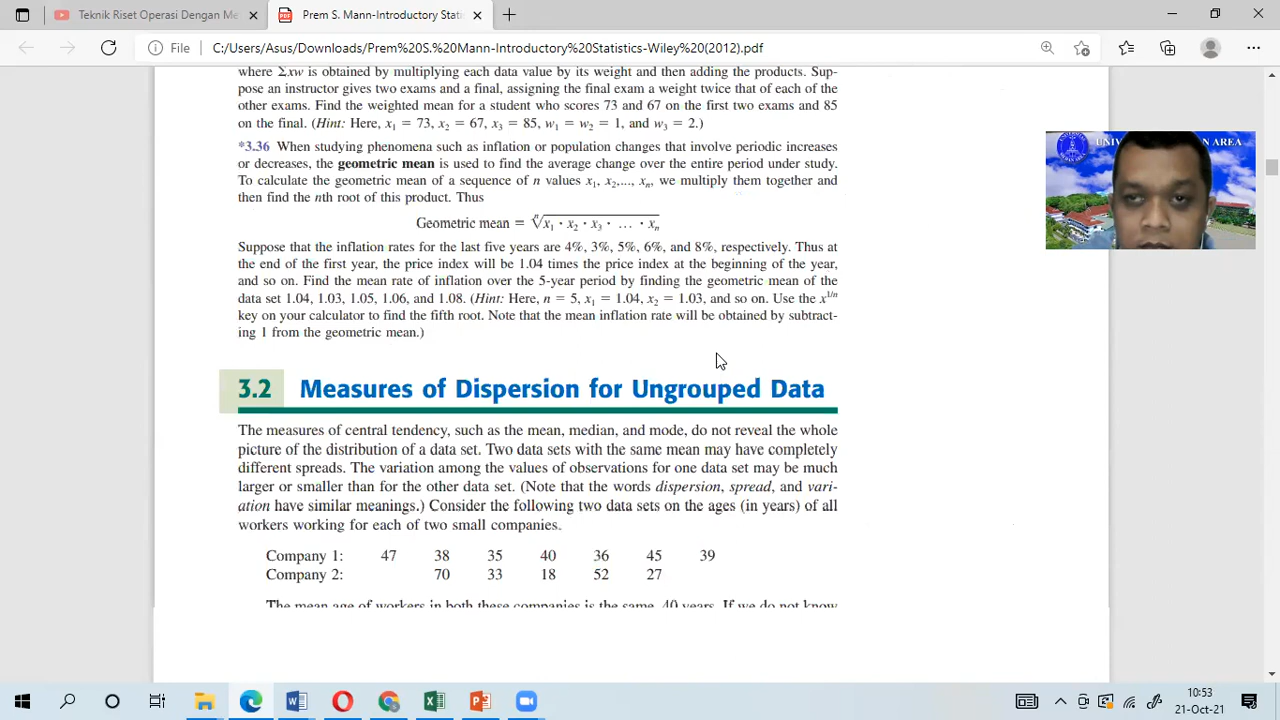 Teknik Riset Operasi Dengan Me
Prem S. Mann-Introductory Stati
File
C:/Users/Asus/Downloads/Prem%20S.%20Mann-Introductory%20Statistics-Wiley%20(2012).pdf
where Σxw is obtained by multiplying each data value by its weight and then adding the products. Sup-
pose an instructor gives two exams and a final, assigning the final exam a weight twice that of each of the
other exams. Find the weighted mean for a student who scores 73 and 67 on the first two exams and 85
on the final. (Hint: Here, x₁ = 73, x₂ = 67, x₃ = 85, w₁ = w₂ = 1, and w₃ = 2.)
*3.36 When studying phenomena such as inflation or population changes that involve periodic increases
or decreases, the geometric mean is used to find the average change over the entire period under study.
To calculate the geometric mean of a sequence of n values x₁, x₂,..., xₙ, we multiply them together and
then find the nth root of this product. Thus
Geometric mean = ⁿ√x₁ · x₂ · x₃ · … · xₙ
Suppose that the inflation rates for the last five years are 4%, 3%, 5%, 6%, and 8%, respectively. Thus at
the end of the first year, the price index will be 1.04 times the price index at the beginning of the year,
and so on. Find the mean rate of inflation over the 5-year period by finding the geometric mean of the
data set 1.04, 1.03, 1.05, 1.06, and 1.08. (Hint: Here, n = 5, x₁ = 1.04, x₂ = 1.03, and so on. Use the x^1/n
key on your calculator to find the fifth root. Note that the mean inflation rate will be obtained by subtract-
ing 1 from the geometric mean.)
3.2 Measures of Dispersion for Ungrouped Data
The measures of central tendency, such as the mean, median, and mode, do not reveal the whole
picture of the distribution of a data set. Two data sets with the same mean may have completely
different spreads. The variation among the values of observations for one data set may be much
larger or smaller than for the other data set. (Note that the words dispersion, spread, and vari-
ation have similar meanings.) Consider the following two data sets on the ages (in years) of all
workers working for each of two small companies.
Company 1: 47 38 35 40 36 45 39
Company 2: 70 33 18 52 27
The mean age of workers in both these companies is the same, 40 years. If we do not know
AREA
10:53
21-Oct-21